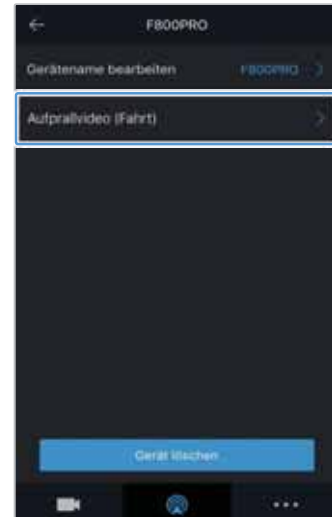 F800PRO
Gerätename bearbeiten F800PRO
Aufprallvideo (Fahrt)
Gerät löschen